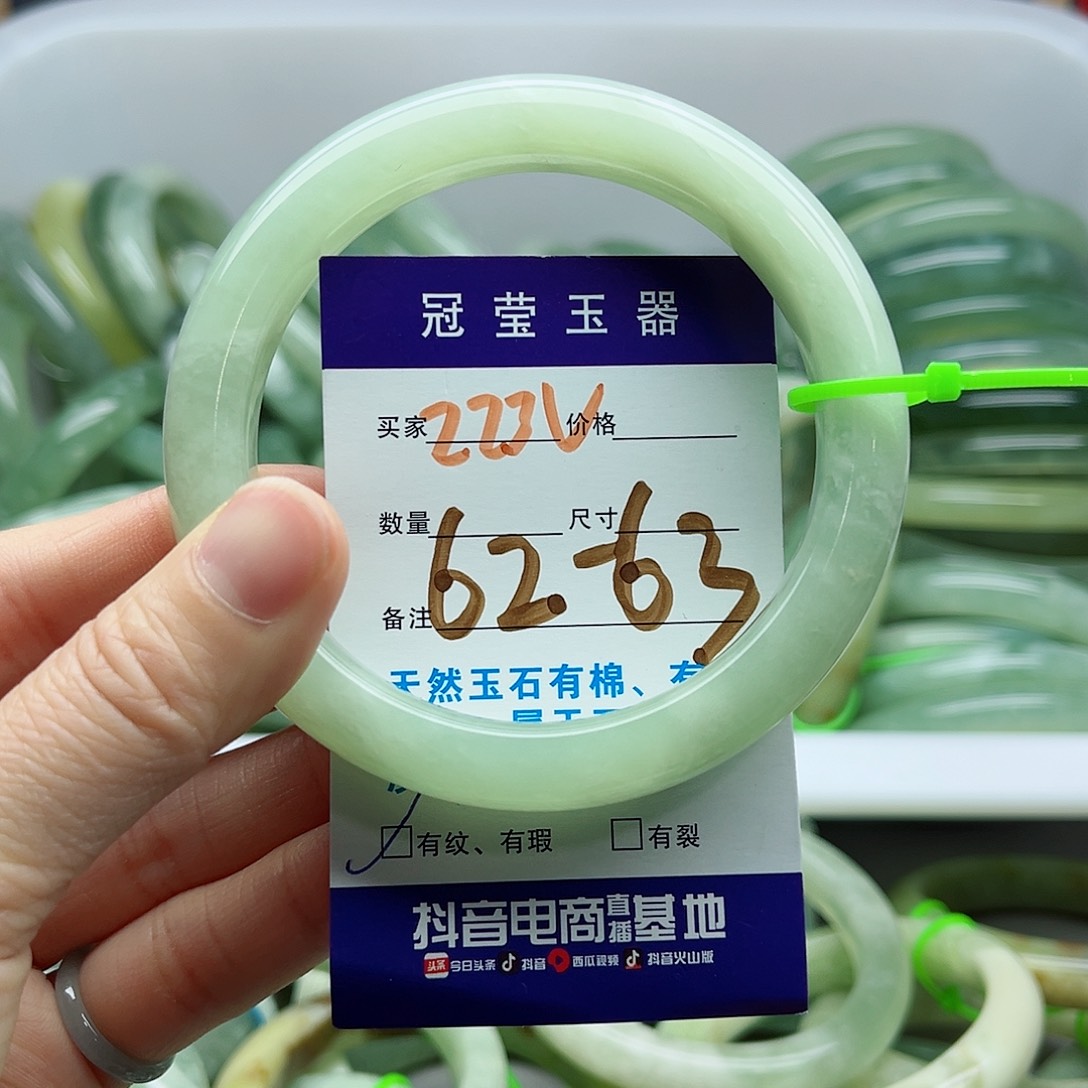 冠莹玉器
买家 223V 价格
数量 尺寸
62-63
备注
天然玉石有棉、有
有纹、有瑕 有裂
抖音电商直播基地
头条 今日头条 抖音 西瓜视频 抖音火山版